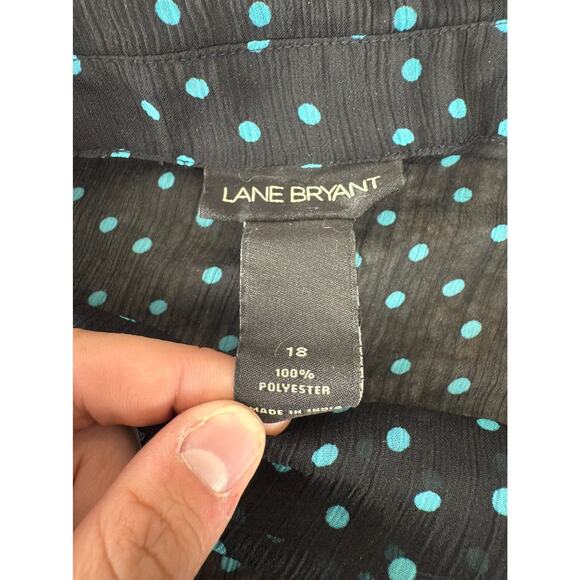 LANE BRYANT
18
100%
POLYESTER
MADE IN INDIA